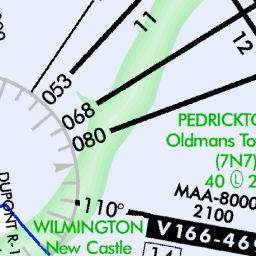 11
12
053
068
080
PEDRICKTO
Oldmans To
(7N7)
40 Ⓛ 2
MAA-8000
110°
2100
WILMINGTON
V166-46
New Castle
DUPONT R-1
14